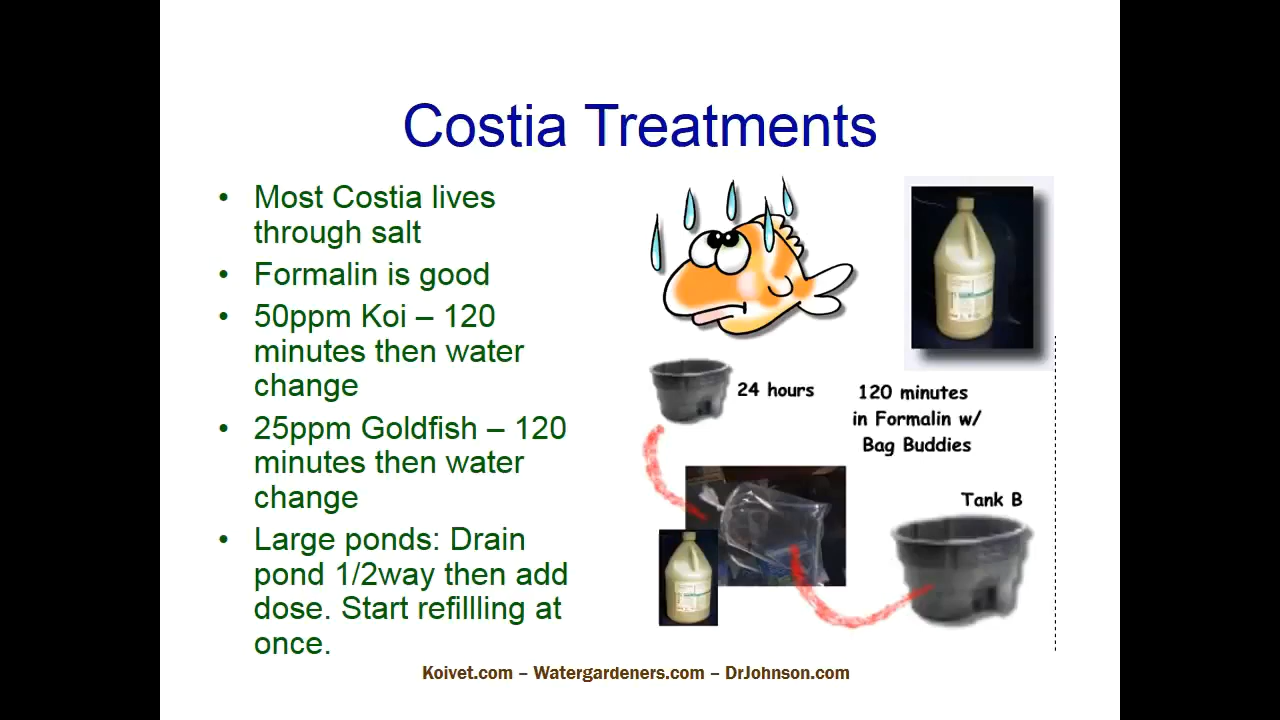 Costia Treatments
• Most Costia lives
through salt
• Formalin is good
• 50ppm Koi – 120
minutes then water
change
• 25ppm Goldfish – 120
minutes then water
change
• Large ponds: Drain
pond 1/2way then add
dose. Start refillling at
once.
24 hours
120 minutes
in Formalin w/
Bag Buddies
Tank B
Koivet.com – Watergardeners.com – DrJohnson.com